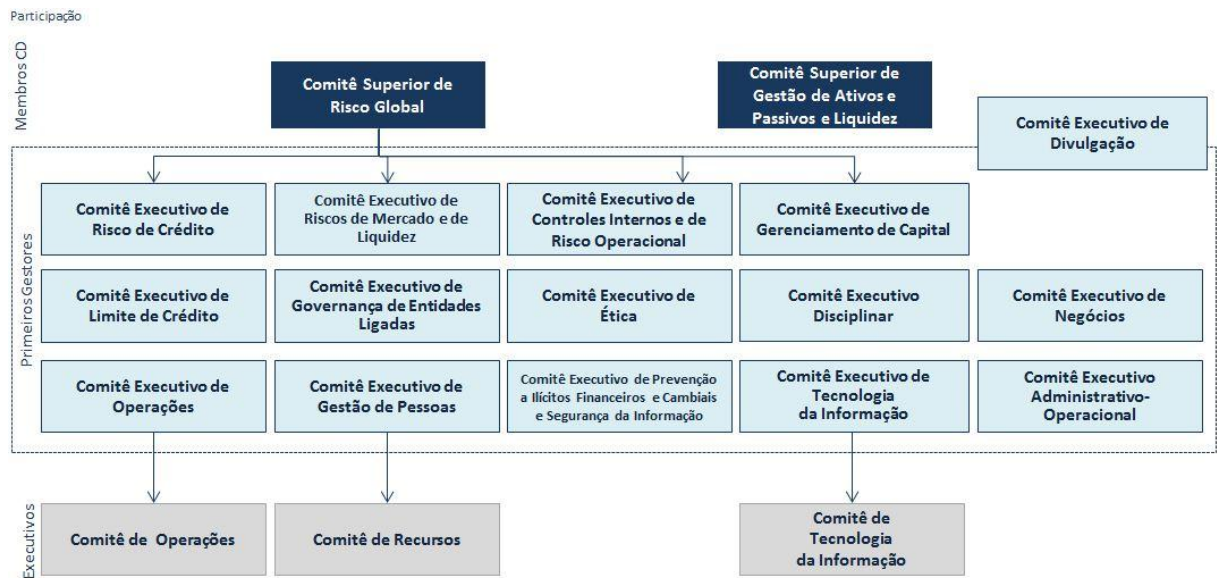 Participação
Membros CD
Comitê Superior de
Risco Global
Comitê Superior de
Gestão de Ativos e
Passivos e Liquidez
Comitê Executivo de
Divulgação
Primeiros Gestores
Comitê Executivo de
Risco de Crédito
Comitê Executivo de
Riscos de Mercado e de
Liquidez
Comitê Executivo de
Controles Internos e de
Risco Operacional
Comitê Executivo de
Gerenciamento de Capital
Comitê Executivo de
Limite de Crédito
Comitê Executivo de
Governança de Entidades
Ligadas
Comitê Executivo de
Ética
Comitê Executivo
Disciplinar
Comitê Executivo de
Negócios
Comitê Executivo de
Operações
Comitê Executivo de
Gestão de Pessoas
Comitê Executivo de Prevenção
a Ilícitos Financeiros e Cambiais
e Segurança da Informação
Comitê Executivo de
Tecnologia
da Informação
Comitê Executivo
Administrativo-
Operacional
Executivos
Comitê de Operações
Comitê de Recursos
Comitê de
Tecnologia
da Informação